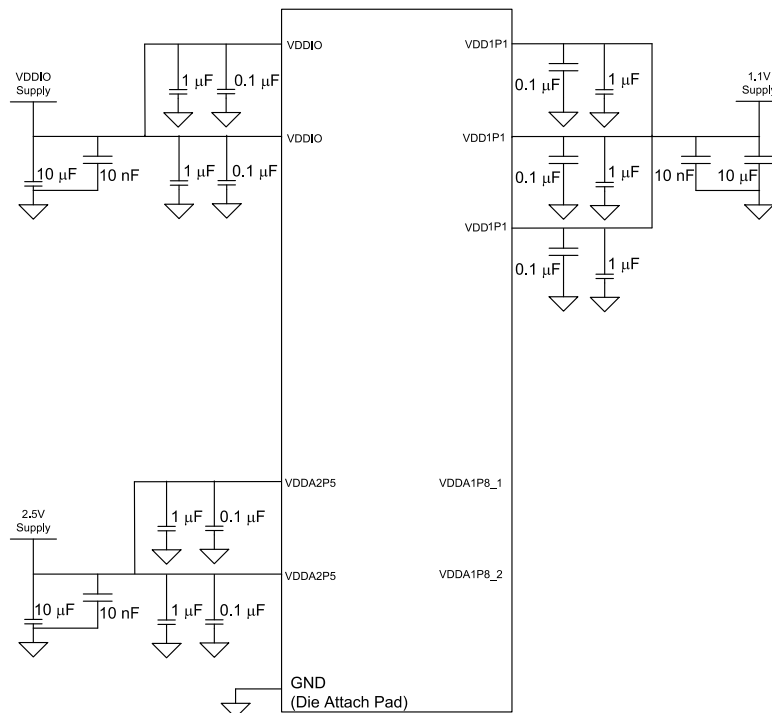 VDDIO
VDD1P1
VDDIO
Supply
1 µF
0.1 µF
0.1 µF
1 µF
1.1V
Supply
VDDIO
VDD1P1
10 µF
10 nF
1 µF
0.1 µF
0.1 µF
1 µF
10 nF
10 µF
VDD1P1
0.1 µF
1 µF
VDDA2P5
VDDA1P8_1
2.5V
Supply
1 µF
0.1 µF
VDDA2P5
VDDA1P8_2
10 µF
10 nF
1 µF
0.1 µF
GND
(Die Attach Pad)